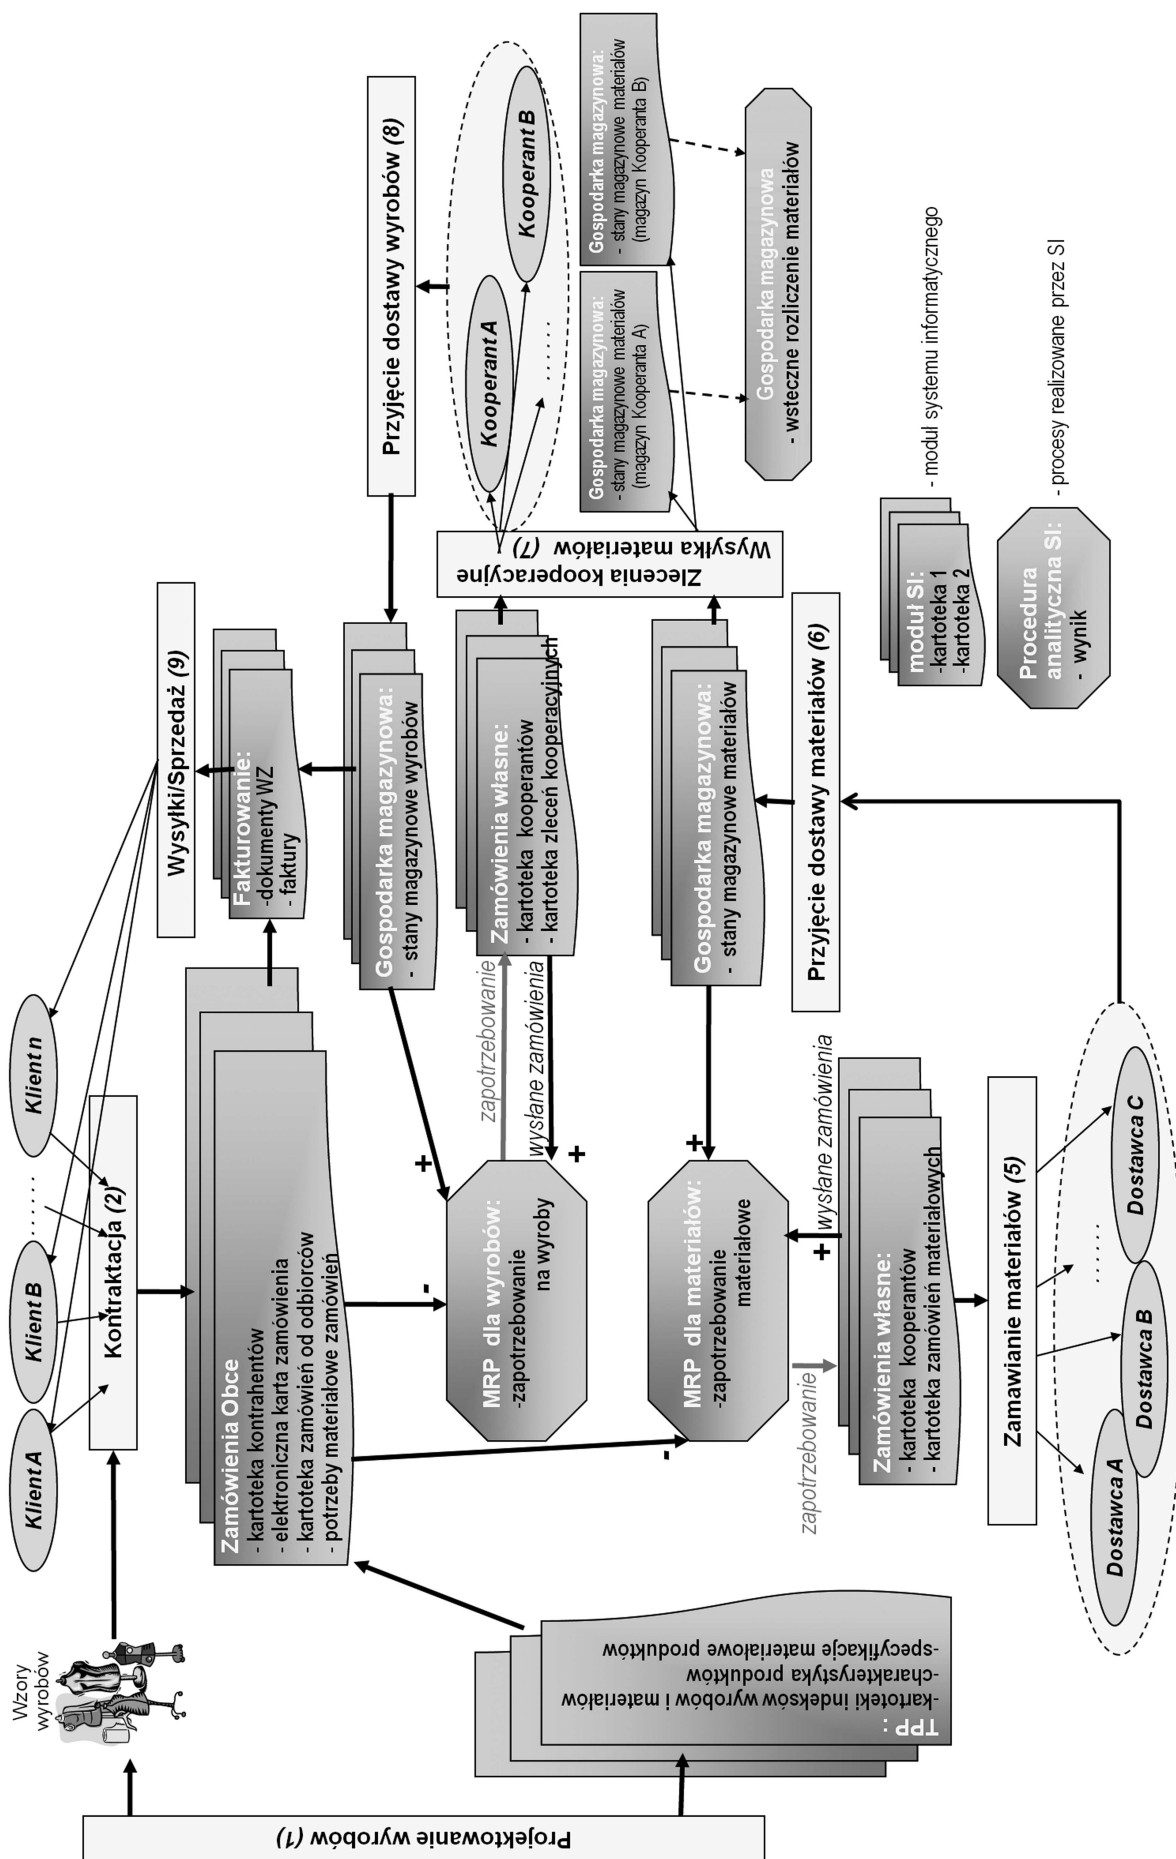 Wzory
wyrobów
Projektowanie wyrobów (1)
Klient A
Klient B
. . . . . .
Klient n
Kontraktacja (2)
Zamówienia Obce
- kartoteka kontrahentów
- elektroniczna karta zamówienia
- kartoteka zamówień od odbiorców
- potrzeby materiałowe zamówień
TPP :
-kartoteki indeksów wyrobów i materiałów
-charakterystyka produktów
-specyfikacje materiałowe produktów
Wysyłki/Sprzedaż (9)
Fakturowanie:
-dokumenty WZ
- faktury
Gospodarka magazynowa:
- stany magazynowe wyrobów
Przyjęcie dostawy wyrobów (8)
-
+
MRP dla wyrobów:
-zapotrzebowanie
na wyroby
zapotrzebowanie
wysłane zamówienia
+
Zamówienia własne:
- kartoteka kooperantów
- kartoteka zleceń kooperacyjnych
Zlecenia kooperacyjne
Wysyłka materiałów (7)
Kooperant A
Kooperant B
. . . . . .
Gospodarka magazynowa:
- stany magazynowe materiałów
(magazyn Kooperanta A)
Gospodarka magazynowa:
- stany magazynowe materiałów
(magazyn Kooperanta B)
Gospodarka magazynowa
- wsteczne rozliczenie materiałów
-
+
MRP dla materiałów:
-zapotrzebowanie
materiałowe
Gospodarka magazynowa:
- stany magazynowe materiałów
zapotrzebowanie
+
wysłane zamówienia
Zamówienia własne:
- kartoteka kooperantów
- kartoteka zamówień materiałowych
Przyjęcie dostawy materiałów (6)
Zamawianie materiałów (5)
Dostawca A
Dostawca B
. . . . . .
Dostawca C
moduł SI:
-kartoteka 1
-kartoteka 2
- moduł systemu informatycznego
Procedura
analityczna SI:
- wynik
- procesy realizowane przez SI